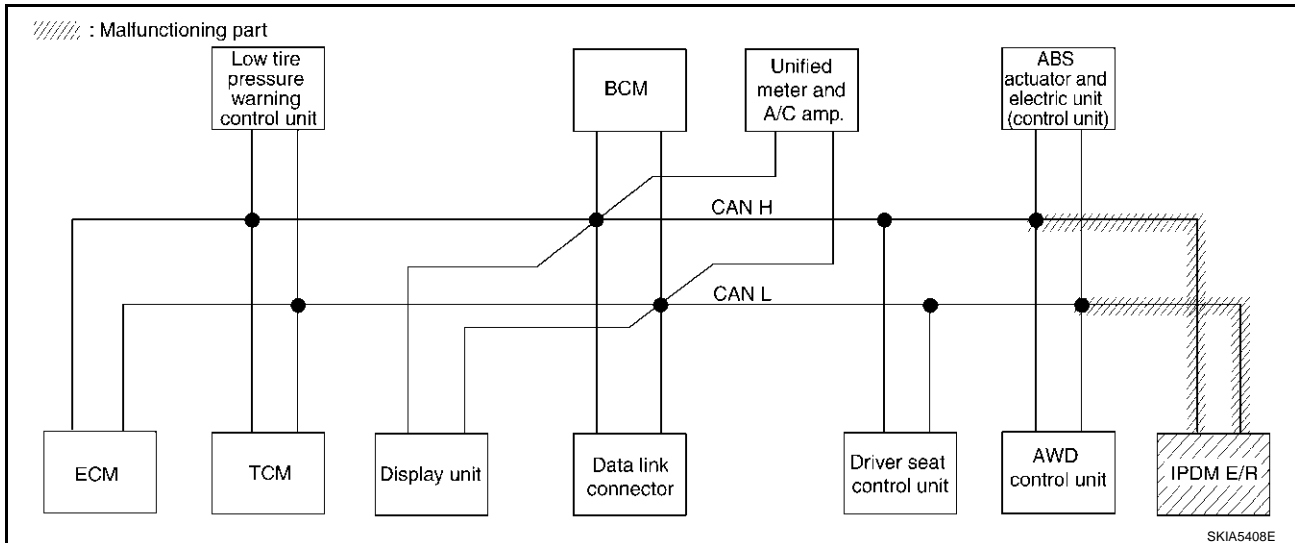 : Malfunctioning part
Low tire
pressure
warning
control unit
BCM
Unified
meter and
A/C amp.
ABS
actuator and
electric unit
(control unit)
CAN H
CAN L
ECM
TCM
Display unit
Data link
connector
Driver seat
control unit
AWD
control unit
IPDM E/R
SKIA5408E